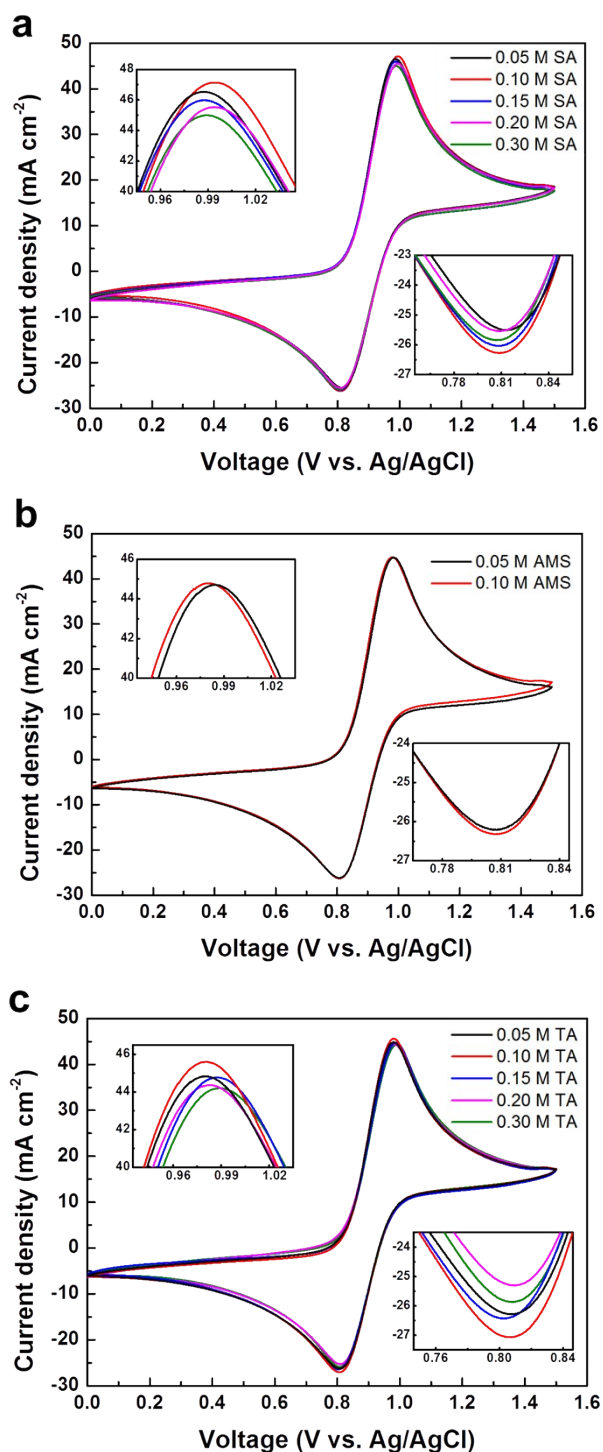 a
Current density (mA cm⁻²)
50
40
30
20
10
0
-10
-20
-30
0.0 0.2 0.4 0.6 0.8 1.0 1.2 1.4 1.6
Voltage (V vs. Ag/AgCl)
0.05 M SA
0.10 M SA
0.15 M SA
0.20 M SA
0.30 M SA
48
46
44
42
40
0.96 0.99 1.02
-23
-24
-25
-26
-27
0.78 0.81 0.84
b
Current density (mA cm⁻²)
50
40
30
20
10
0
-10
-20
-30
0.0 0.2 0.4 0.6 0.8 1.0 1.2 1.4 1.6
Voltage (V vs. Ag/AgCl)
0.05 M AMS
0.10 M AMS
46
44
42
40
0.96 0.99 1.02
-24
-25
-26
-27
0.78 0.81 0.84
c
Current density (mA cm⁻²)
50
40
30
20
10
0
-10
-20
-30
0.0 0.2 0.4 0.6 0.8 1.0 1.2 1.4 1.6
Voltage (V vs. Ag/AgCl)
0.05 M TA
0.10 M TA
0.15 M TA
0.20 M TA
0.30 M TA
46
44
42
40
0.96 0.99 1.02
-24
-25
-26
-27
0.76 0.80 0.84